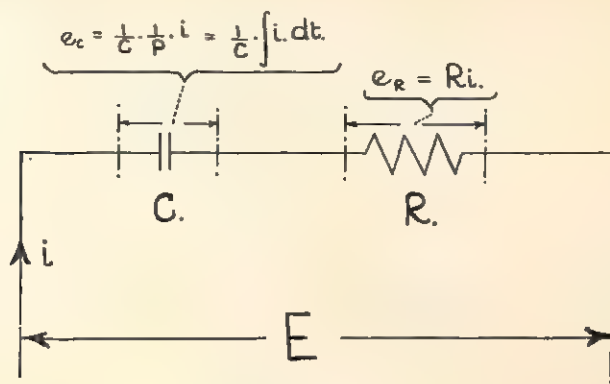 e_c = 1/C · 1/p · i = 1/C · ∫ i. dt.
e_R = Ri.
C.
R.
i
E